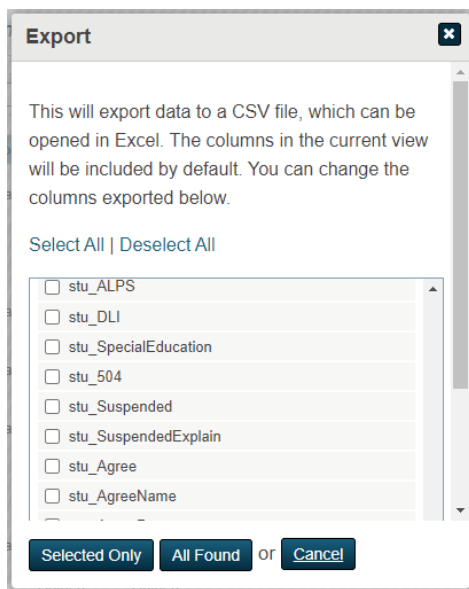 Export
This will export data to a CSV file, which can be
opened in Excel. The columns in the current view
will be included by default. You can change the
columns exported below.
Select All | Deselect All
stu_ALPS
stu_DLI
stu_SpecialEducation
stu_504
stu_Suspended
stu_SuspendedExplain
stu_Agree
stu_AgreeName
Selected Only All Found or Cancel